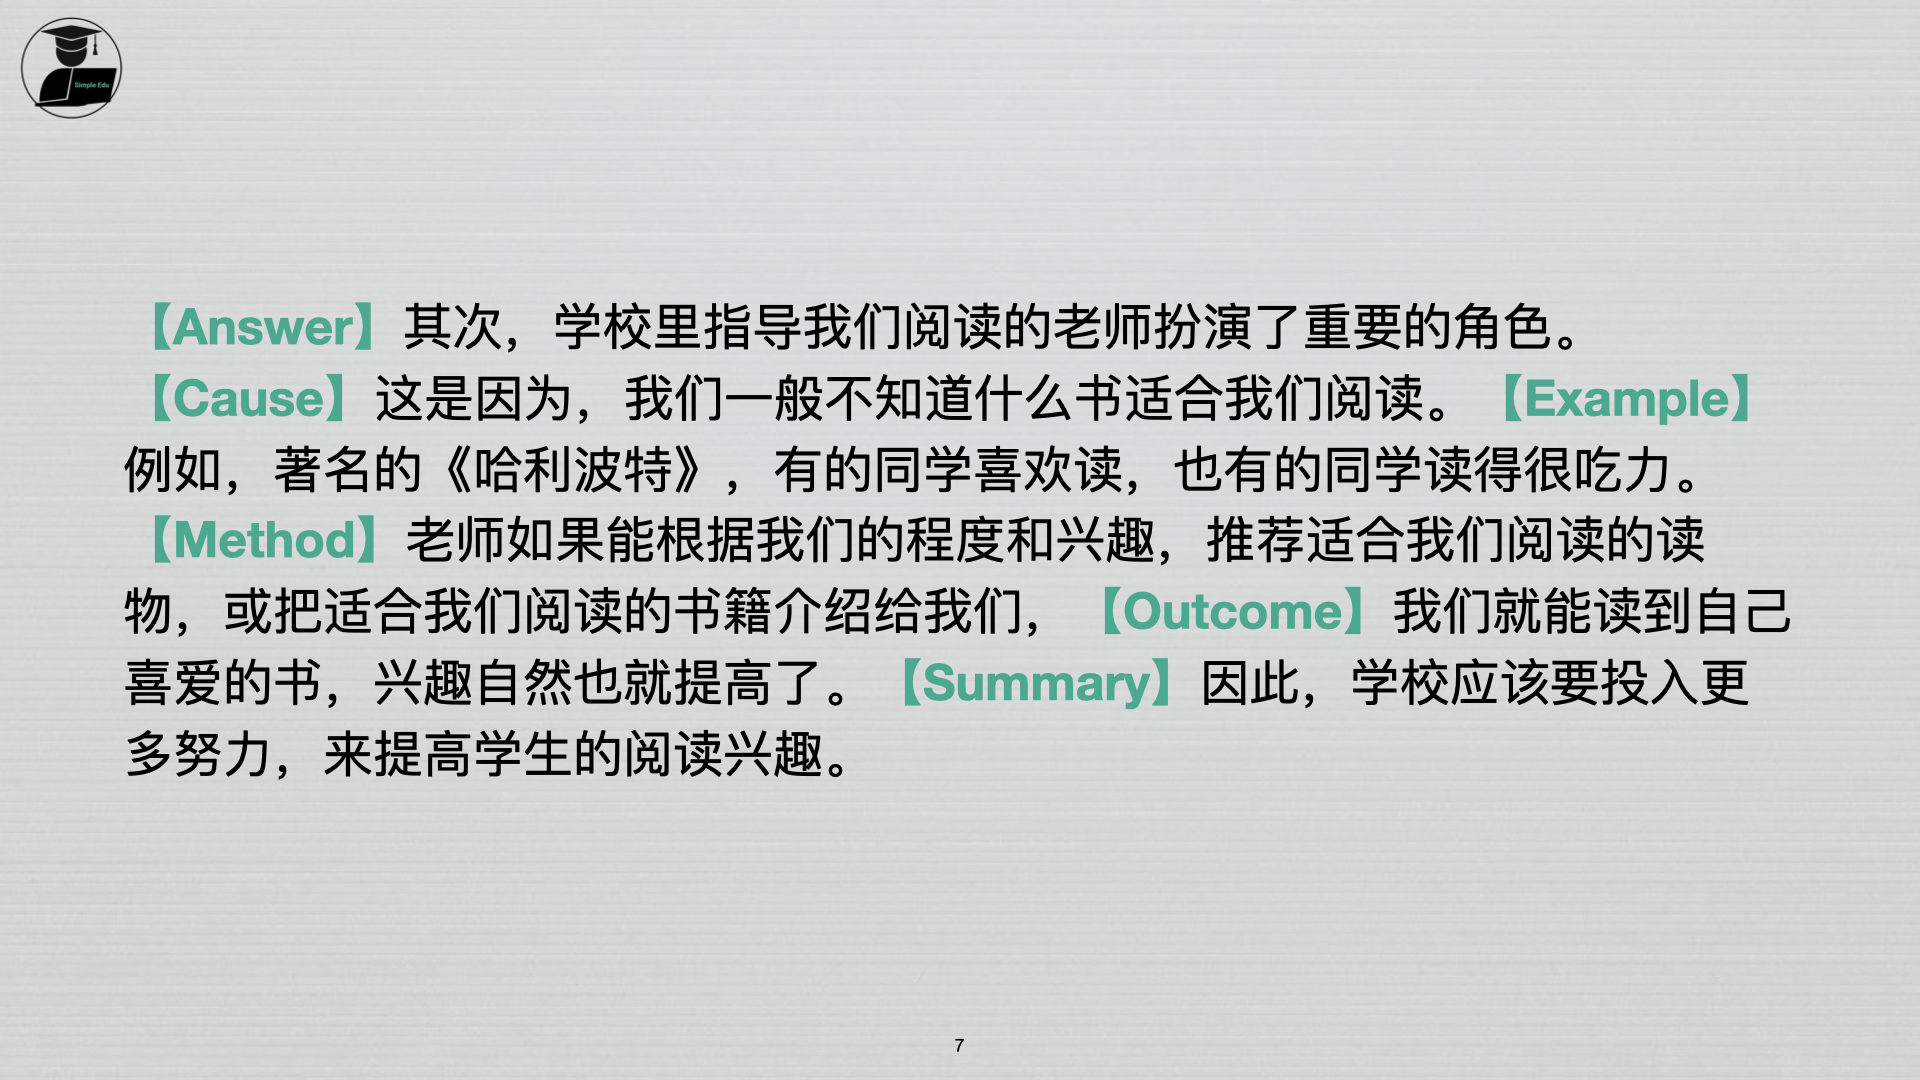 Simple Edu
【Answer】其次，学校里指导我们阅读的老师扮演了重要的角色。
【Cause】这是因为，我们一般不知道什么书适合我们阅读。【Example】
例如，著名的《哈利波特》，有的同学喜欢读，也有的同学读得很吃力。
【Method】老师如果能根据我们的程度和兴趣，推荐适合我们阅读的读
物，或把适合我们阅读的书籍介绍给我们，【Outcome】我们就能读到自己
喜爱的书，兴趣自然也就提高了。【Summary】因此，学校应该要投入更
多努力，来提高学生的阅读兴趣。
7